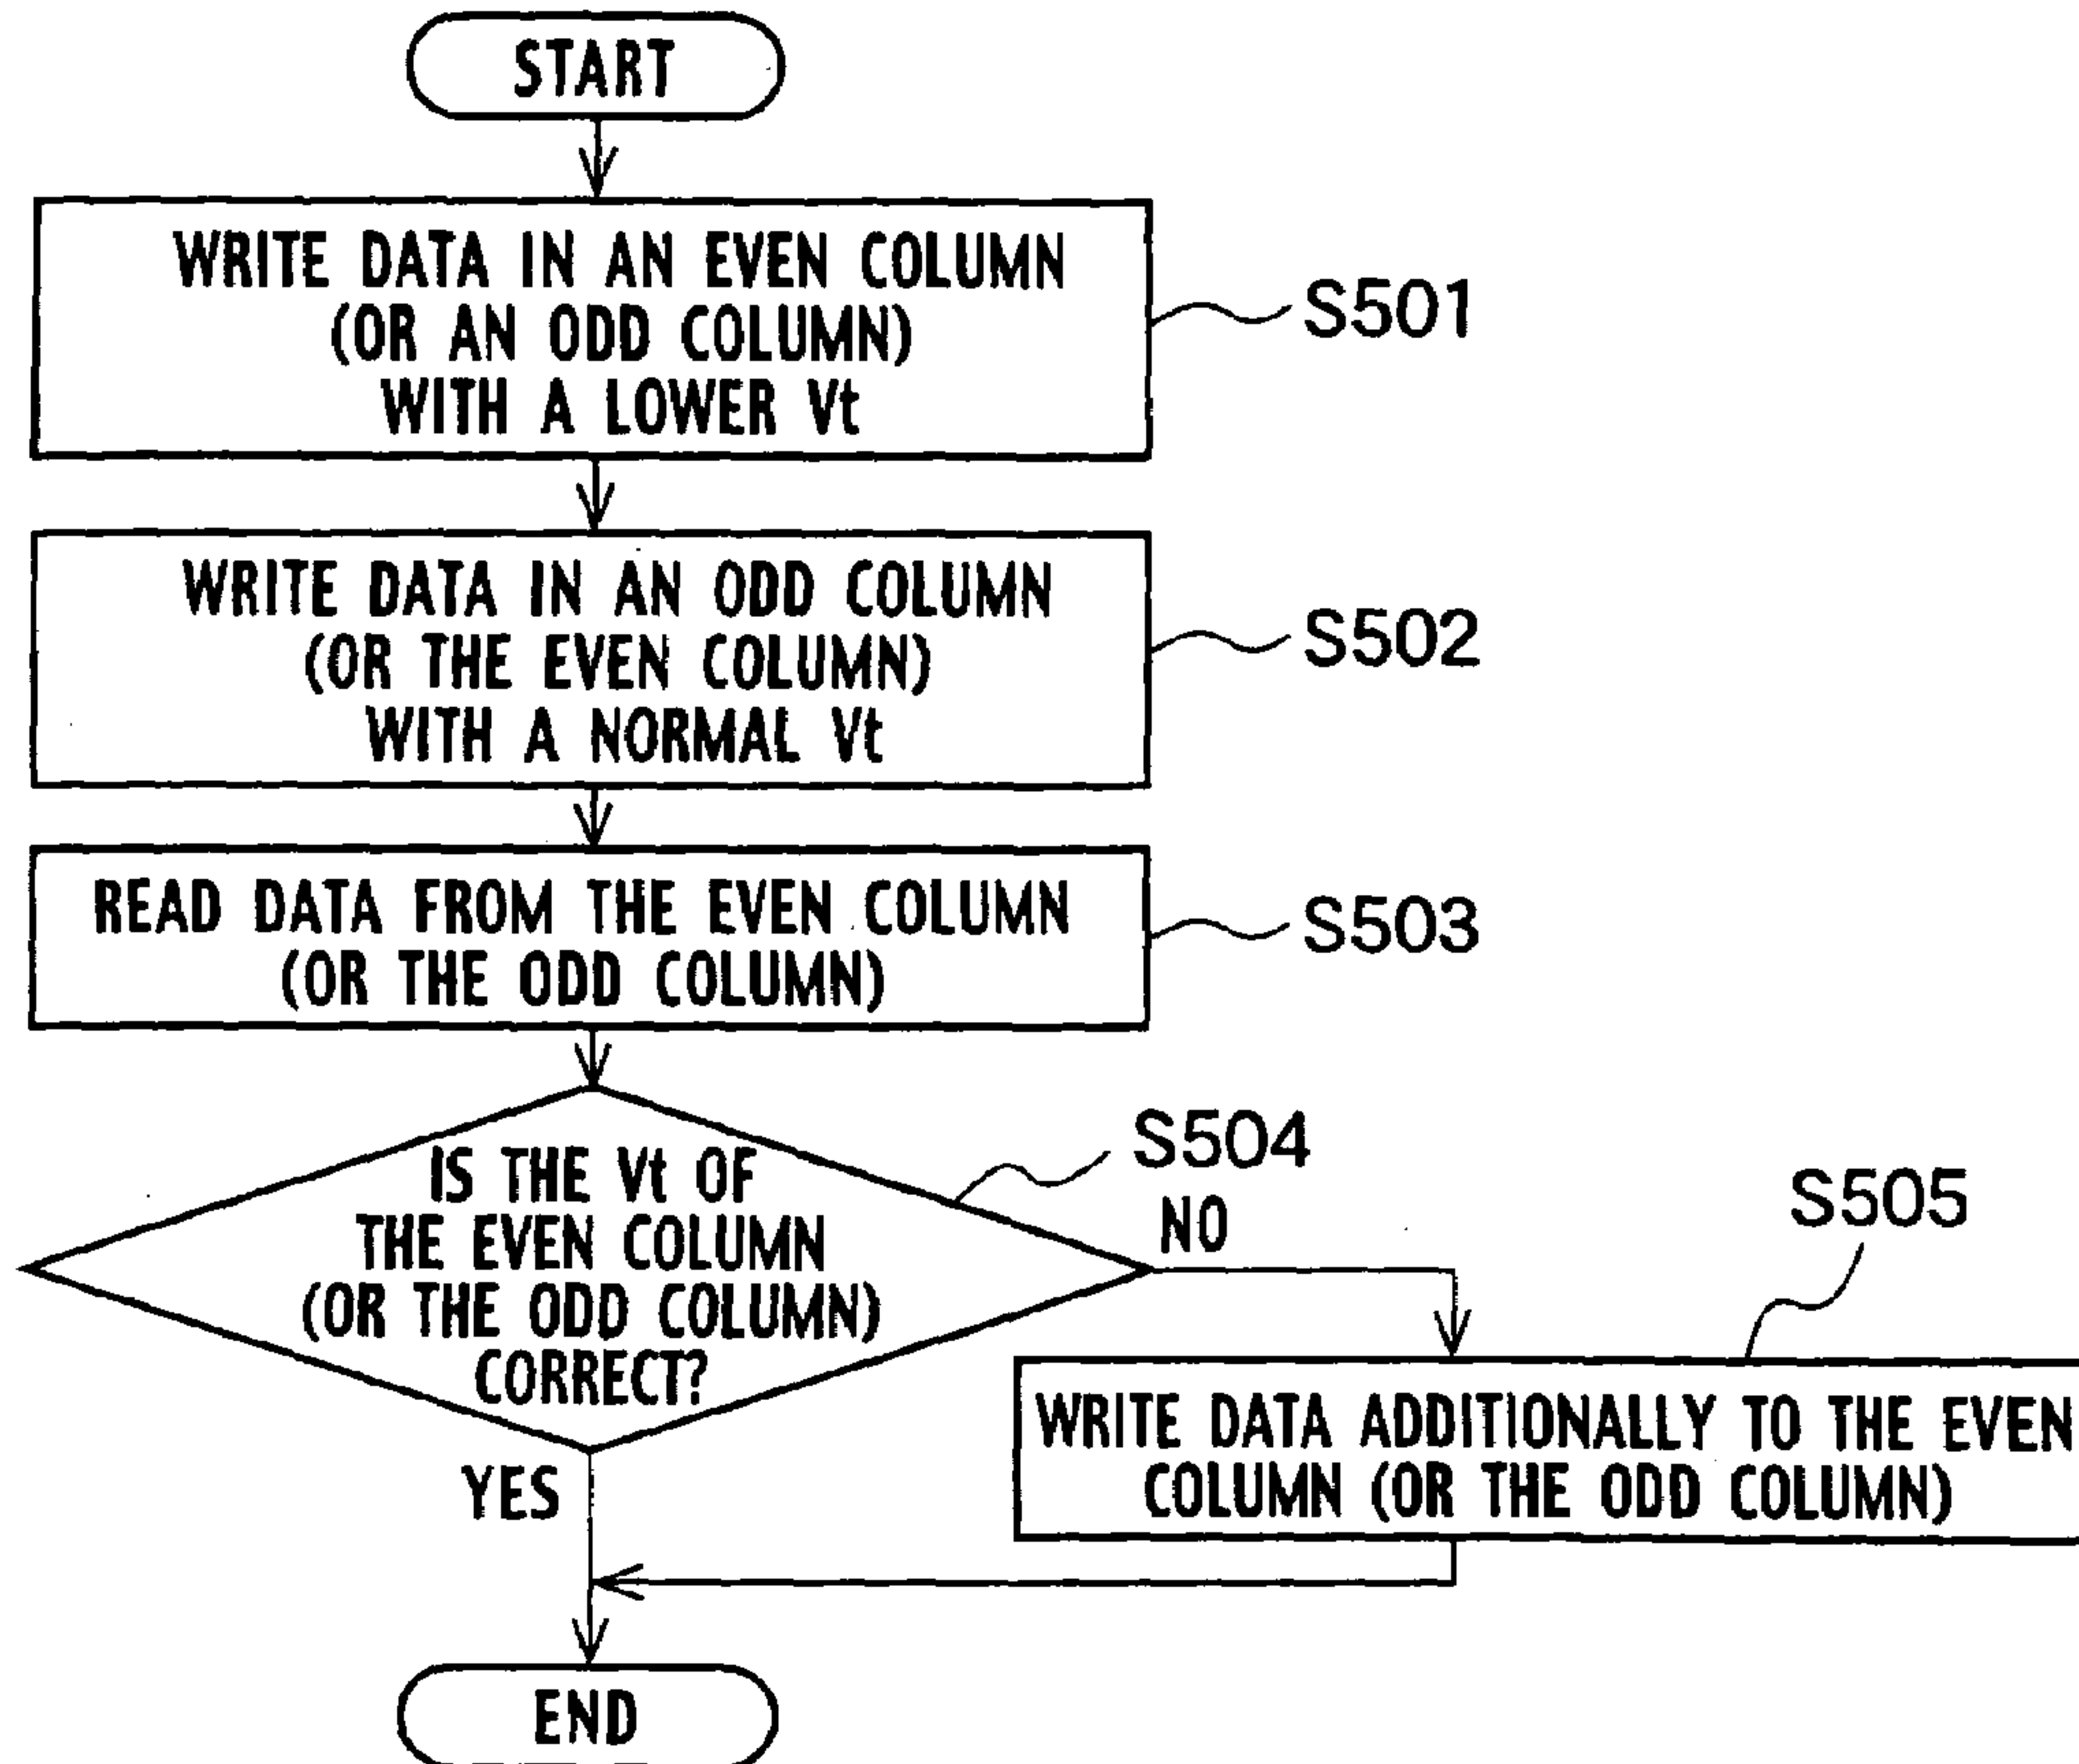 START
WRITE DATA IN AN EVEN COLUMN
(OR AN ODD COLUMN)
WITH A LOWER Vt
S501
WRITE DATA IN AN ODD COLUMN
(OR THE EVEN COLUMN)
WITH A NORMAL Vt
S502
READ DATA FROM THE EVEN COLUMN
(OR THE ODD COLUMN)
S503
IS THE Vt OF
THE EVEN COLUMN
(OR THE ODD COLUMN)
CORRECT?
S504
NO
S505
WRITE DATA ADDITIONALLY TO THE EVEN
COLUMN (OR THE ODD COLUMN)
YES
END